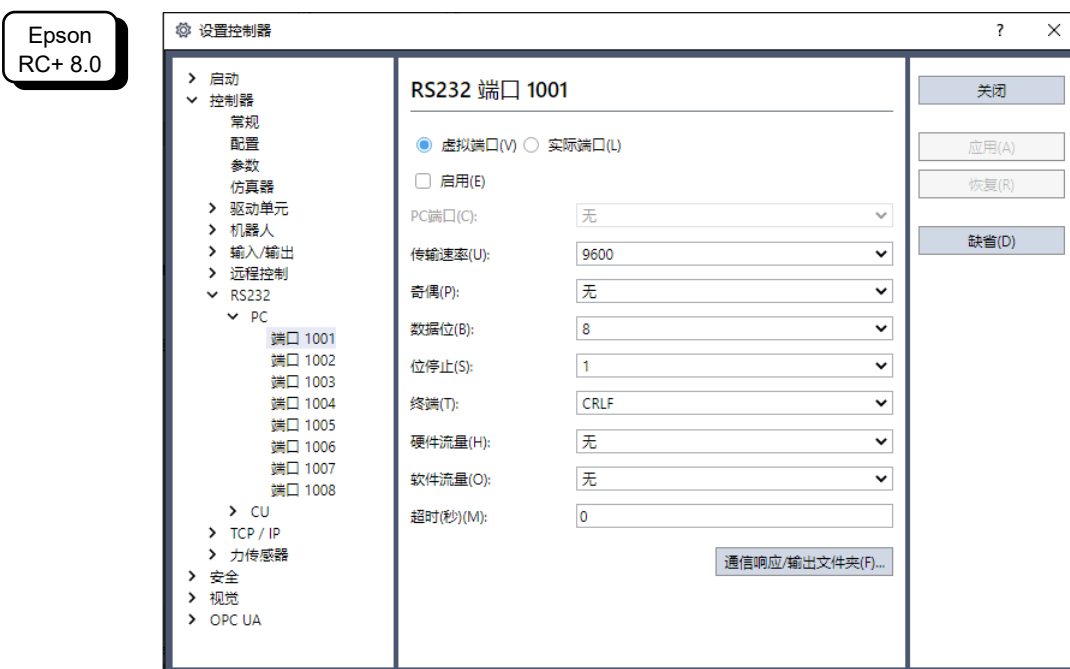 Epson
RC+ 8.0
设置控制器
?
启动
控制器
常规
配置
参数
仿真器
驱动单元
机器人
输入/输出
远程控制
RS232
PC
端口 1001
端口 1002
端口 1003
端口 1004
端口 1005
端口 1006
端口 1007
端口 1008
CU
TCP / IP
力传感器
安全
视觉
OPC UA
RS232 端口 1001
虚拟端口(V) 实际端口(L)
启用(E)
PC端口(C): 无
传输速率(U): 9600
奇偶(P): 无
数据位(B): 8
位停止(S): 1
终端(T): CRLF
硬件流量(H): 无
软件流量(O): 无
超时(秒)(M): 0
通信响应/输出文件夹(F)...
关闭
应用(A)
恢复(R)
缺省(D)